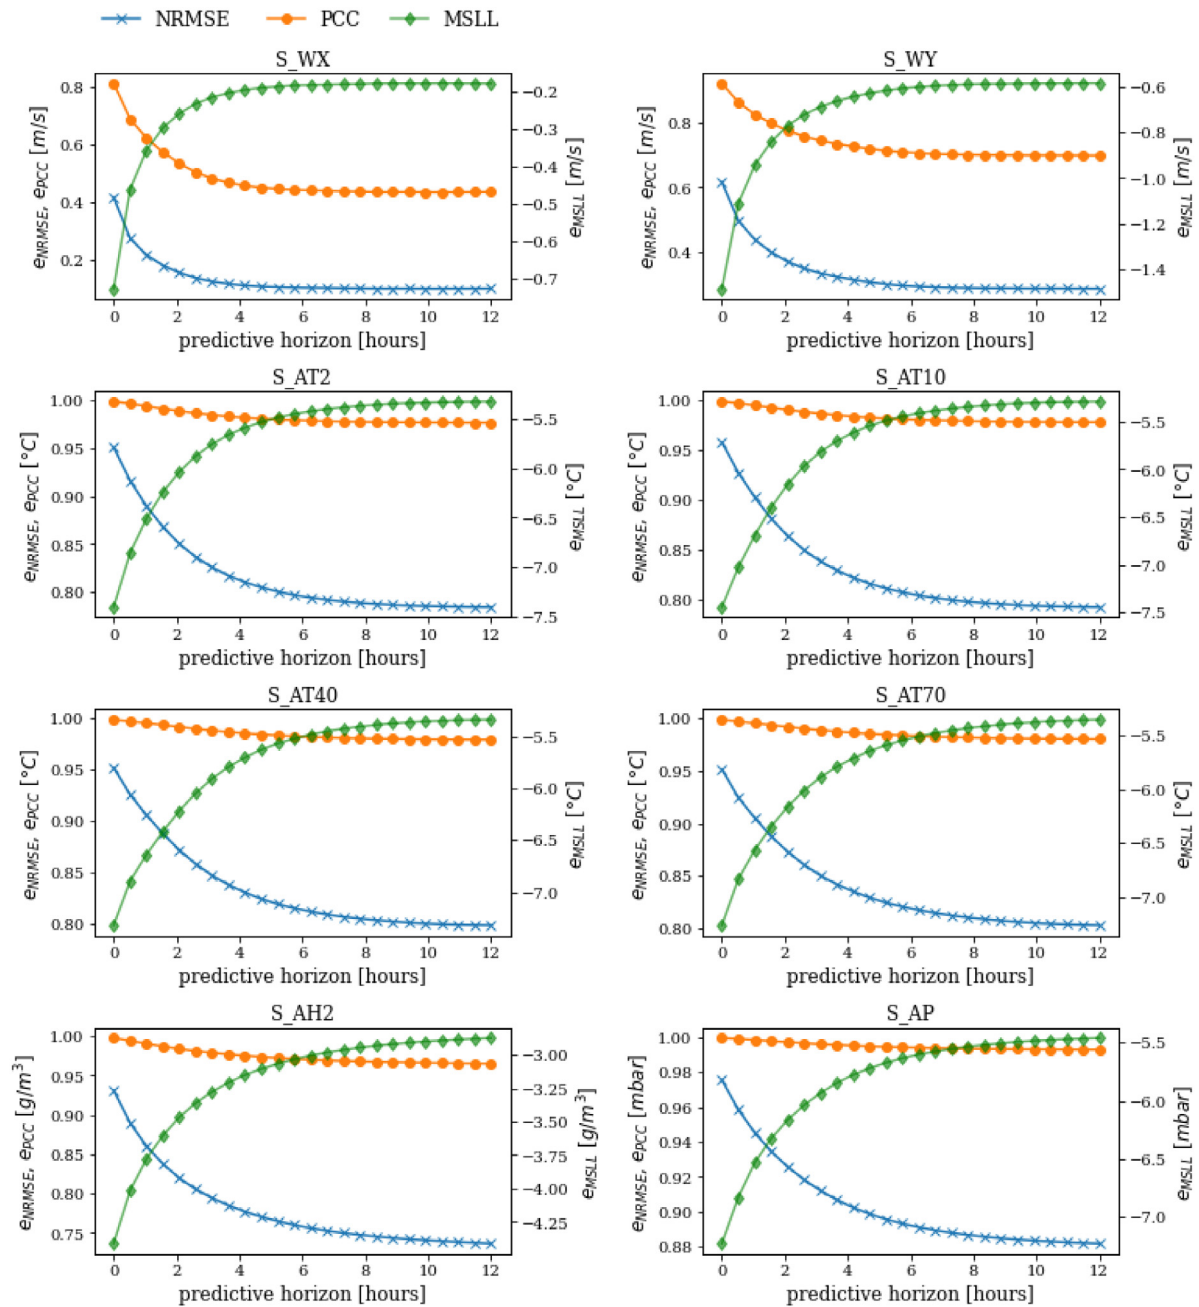 NRMSE PCC MSLL
S_WX
0.8
0.6
0.4
0.2
e_NRMSE, e_PCC [m/s]
−0.2
−0.3
−0.4
−0.5
−0.6
−0.7
e_MSLL [m/s]
0 2 4 6 8 10 12
predictive horizon [hours]
S_WY
0.8
0.6
0.4
e_NRMSE, e_PCC [m/s]
−0.6
−0.8
−1.0
−1.2
−1.4
e_MSLL [m/s]
0 2 4 6 8 10 12
predictive horizon [hours]
S_AT2
1.00
0.95
0.90
0.85
0.80
e_NRMSE, e_PCC [°C]
−5.5
−6.0
−6.5
−7.0
−7.5
e_MSLL [°C]
0 2 4 6 8 10 12
predictive horizon [hours]
S_AT10
1.00
0.95
0.90
0.85
0.80
e_NRMSE, e_PCC [°C]
−5.5
−6.0
−6.5
−7.0
−7.5
e_MSLL [°C]
0 2 4 6 8 10 12
predictive horizon [hours]
S_AT40
1.00
0.95
0.90
0.85
0.80
e_NRMSE, e_PCC [°C]
−5.5
−6.0
−6.5
−7.0
e_MSLL [°C]
0 2 4 6 8 10 12
predictive horizon [hours]
S_AT70
1.00
0.95
0.90
0.85
0.80
e_NRMSE, e_PCC [°C]
−5.5
−6.0
−6.5
−7.0
e_MSLL [°C]
0 2 4 6 8 10 12
predictive horizon [hours]
S_AH2
1.00
0.95
0.90
0.85
0.80
0.75
e_NRMSE, e_PCC [g/m³]
−3.00
−3.25
−3.50
−3.75
−4.00
−4.25
e_MSLL [g/m³]
0 2 4 6 8 10 12
predictive horizon [hours]
S_AP
1.00
0.98
0.96
0.94
0.92
0.90
0.88
e_NRMSE, e_PCC [mbar]
−5.5
−6.0
−6.5
−7.0
e_MSLL [mbar]
0 2 4 6 8 10 12
predictive horizon [hours]